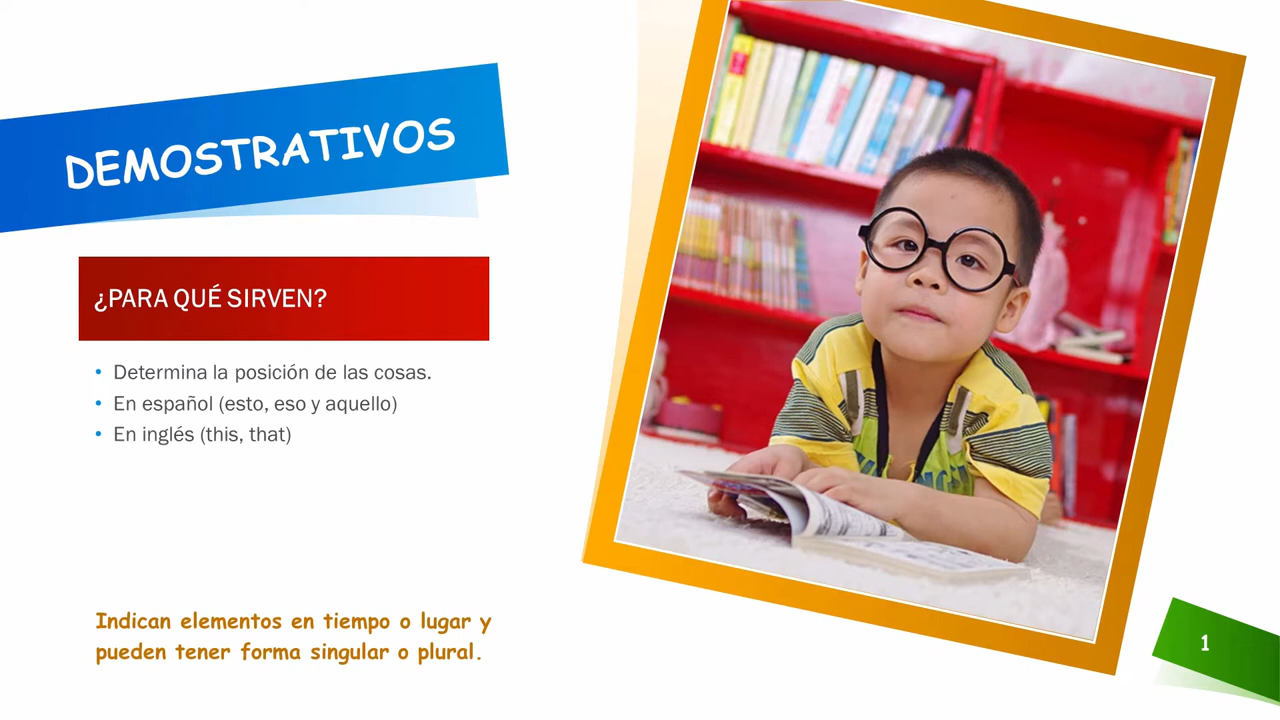 DEMOSTRATIVOS
¿PARA QUÉ SIRVEN?
• Determina la posición de las cosas.
• En español (esto, eso y aquello)
• En inglés (this, that)
Indican elementos en tiempo o lugar y
pueden tener forma singular o plural.
1